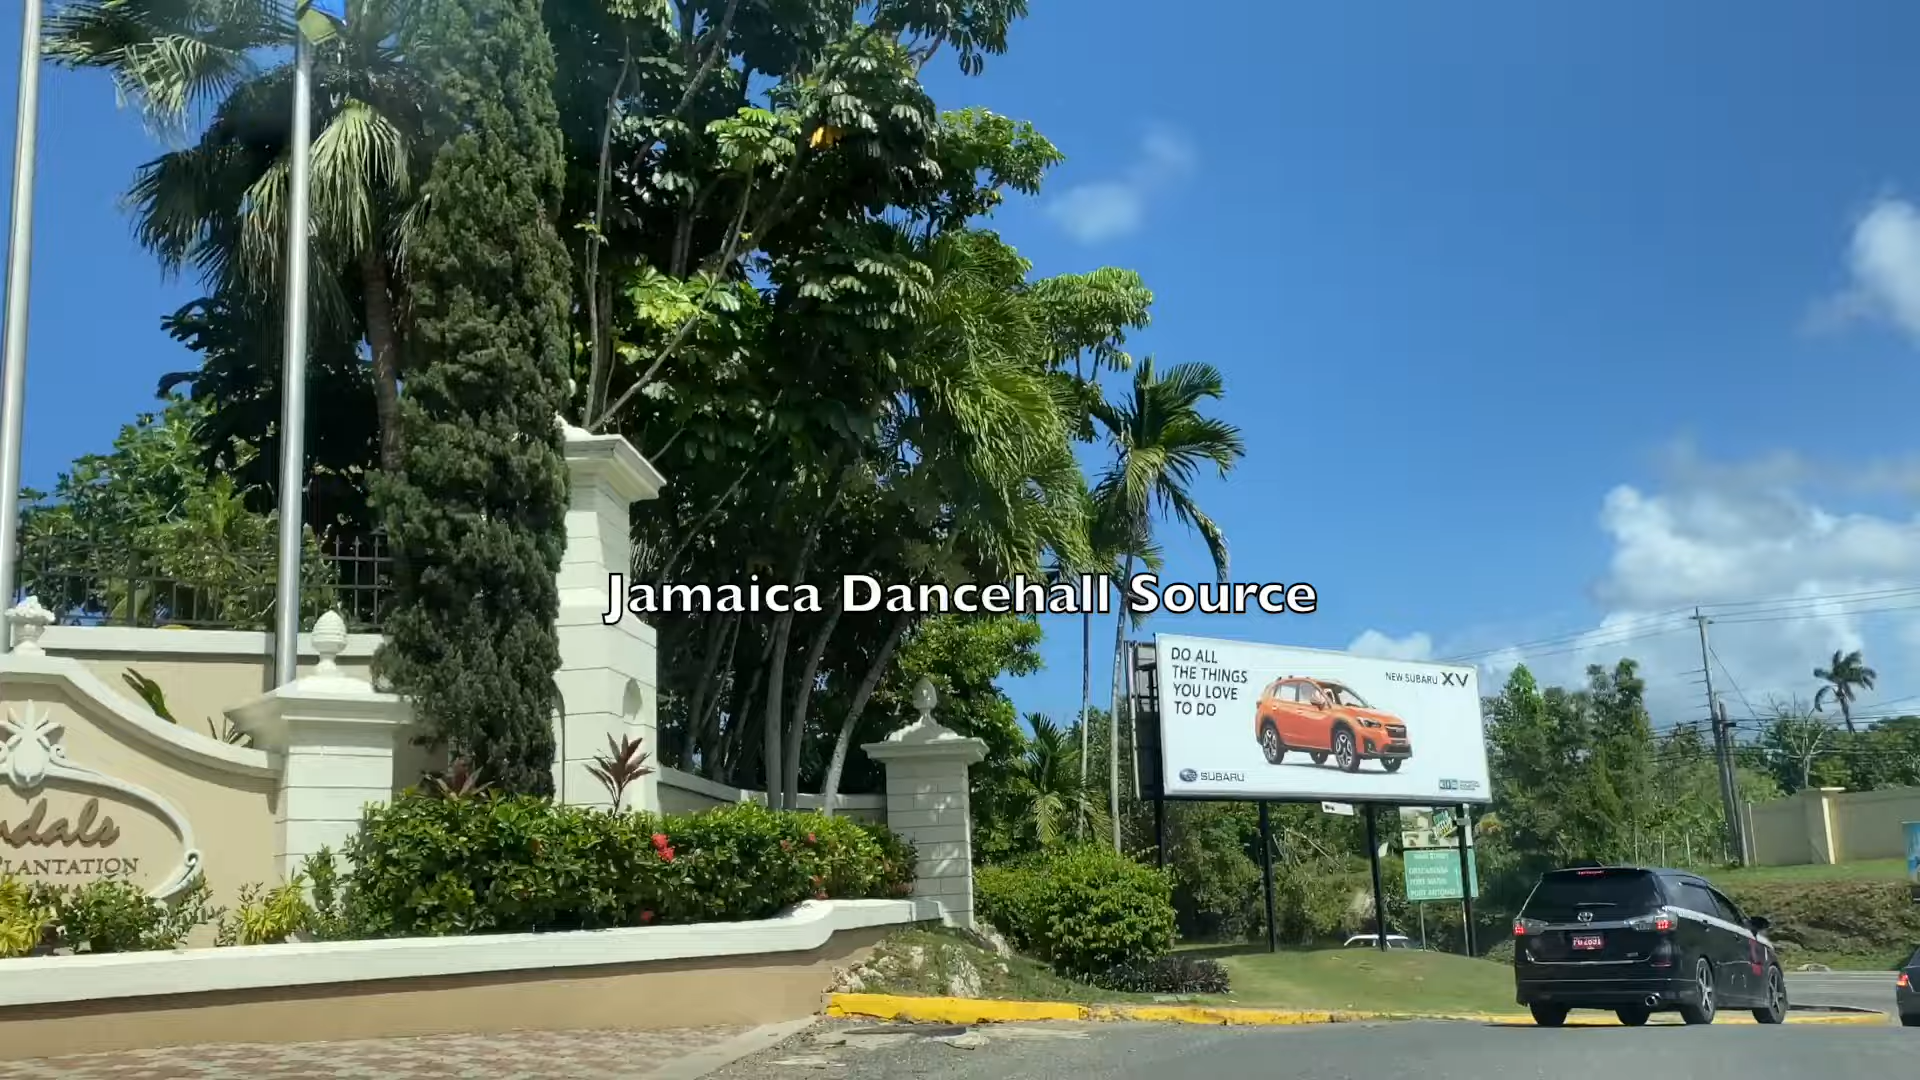 Jamaica Dancehall Source
DO ALL
THE THINGS
YOU LOVE
TO DO
NEW SUBARU XV
SUBARU
ndals
PLANTATION